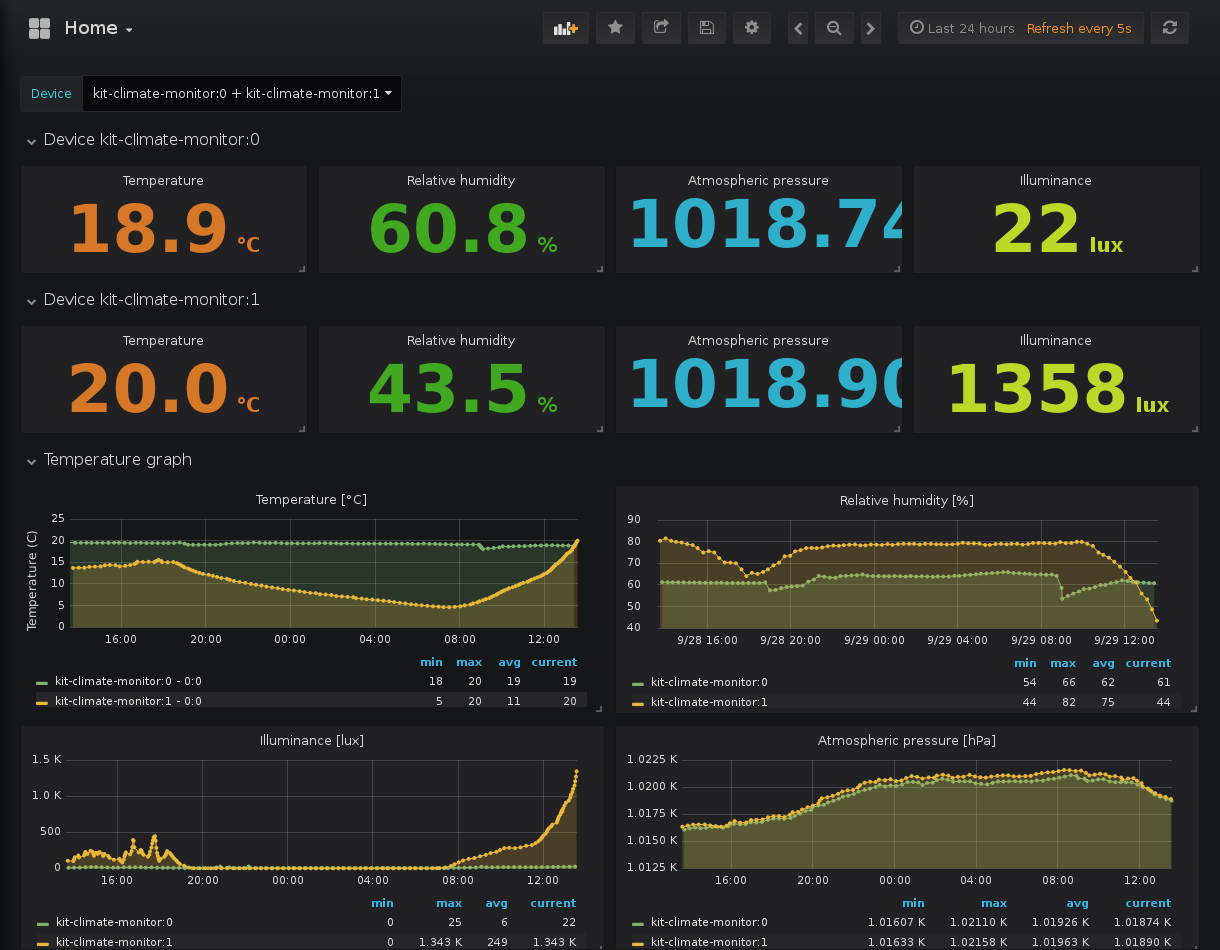 Home
Last 24 hours Refresh every 5s
Device kit-climate-monitor:0 + kit-climate-monitor:1
Device kit-climate-monitor:0
Temperature Relative humidity Atmospheric pressure Illuminance
18.9 °C 60.8 % 1018.74 22 lux
Device kit-climate-monitor:1
Temperature Relative humidity Atmospheric pressure Illuminance
20.0 °C 43.5 % 1018.90 1358 lux
Temperature graph
Temperature [°C]
Temperature (C)
25
20
15
10
5
0
16:00 20:00 00:00 04:00 08:00 12:00
min max avg current
kit-climate-monitor:0 - 0:0 18 20 19 19
kit-climate-monitor:1 - 0:0 5 20 11 20
Relative humidity [%]
90
80
70
60
50
40
9/28 16:00 9/28 20:00 9/29 00:00 9/29 04:00 9/29 08:00 9/29 12:00
min max avg current
kit-climate-monitor:0 54 66 62 61
kit-climate-monitor:1 44 82 75 44
Illuminance [lux]
1.5 K
1.0 K
500
0
16:00 20:00 00:00 04:00 08:00 12:00
min max avg current
kit-climate-monitor:0 0 25 6 22
kit-climate-monitor:1 0 1.343 K 249 1.343 K
Atmospheric pressure [hPa]
1.0225 K
1.0200 K
1.0175 K
1.0150 K
1.0125 K
16:00 20:00 00:00 04:00 08:00 12:00
min max avg current
kit-climate-monitor:0 1.01607 K 1.02110 K 1.01926 K 1.01874 K
kit-climate-monitor:1 1.01633 K 1.02158 K 1.01963 K 1.01890 K